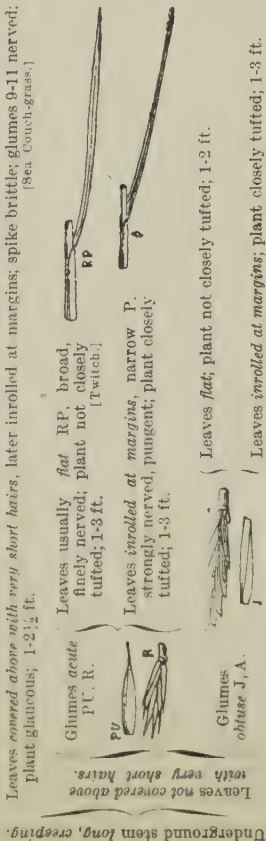 Underground stem long, creeping.
Leaves covered above with very short hairs, later inrolled at margins; spike brittle; glumes 9-11 nerved;
plant glaucous; 1-2½ ft.
[Sea Couch-grass.]
Leaves not covered above
with very short hairs.
Glumes acute
PU, R.
PU
R
Leaves usually flat RP, broad,
finely nerved; plant not closely
tufted; 1-3 ft.
[Twitch.]
RP
Leaves inrolled at margins, narrow P.
strongly nerved, pungent; plant closely
tufted; 1-3 ft.
P
Glumes
obtuse J, A.
J
Leaves flat; plant not closely tufted; 1-2 ft.
Leaves inrolled at margins; plant closely tufted; 1-3 ft.